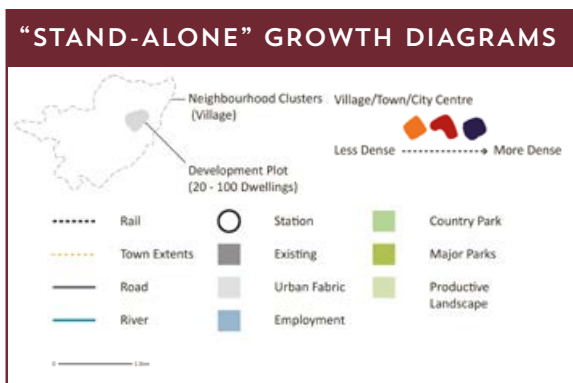 “STAND-ALONE” GROWTH DIAGRAMS
Neighbourhood Clusters
(Village)
Village/Town/City Centre
Less Dense
More Dense
Development Plot
(20 - 100 Dwellings)
Rail
Station
Country Park
Town Extents
Existing
Major Parks
Road
Urban Fabric
Productive
Landscape
River
Employment
0